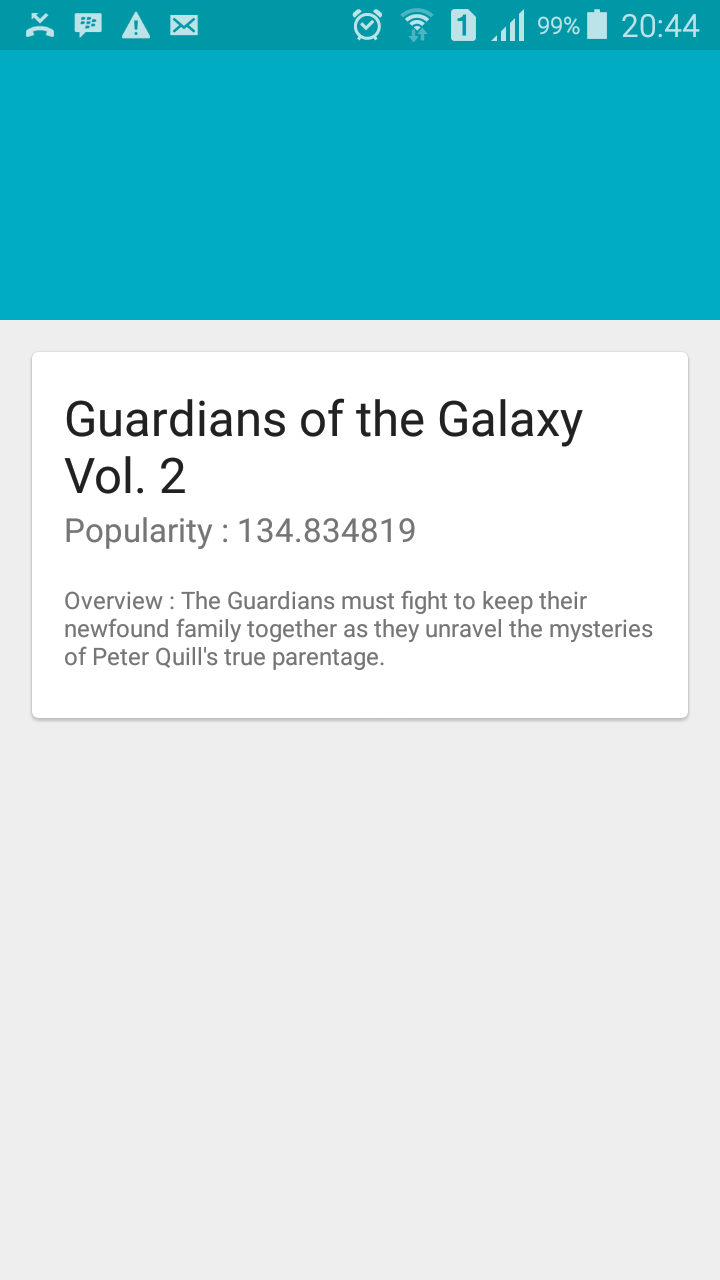 1 99% 20:44
Guardians of the Galaxy
Vol. 2
Popularity : 134.834819
Overview : The Guardians must fight to keep their
newfound family together as they unravel the mysteries
of Peter Quill's true parentage.